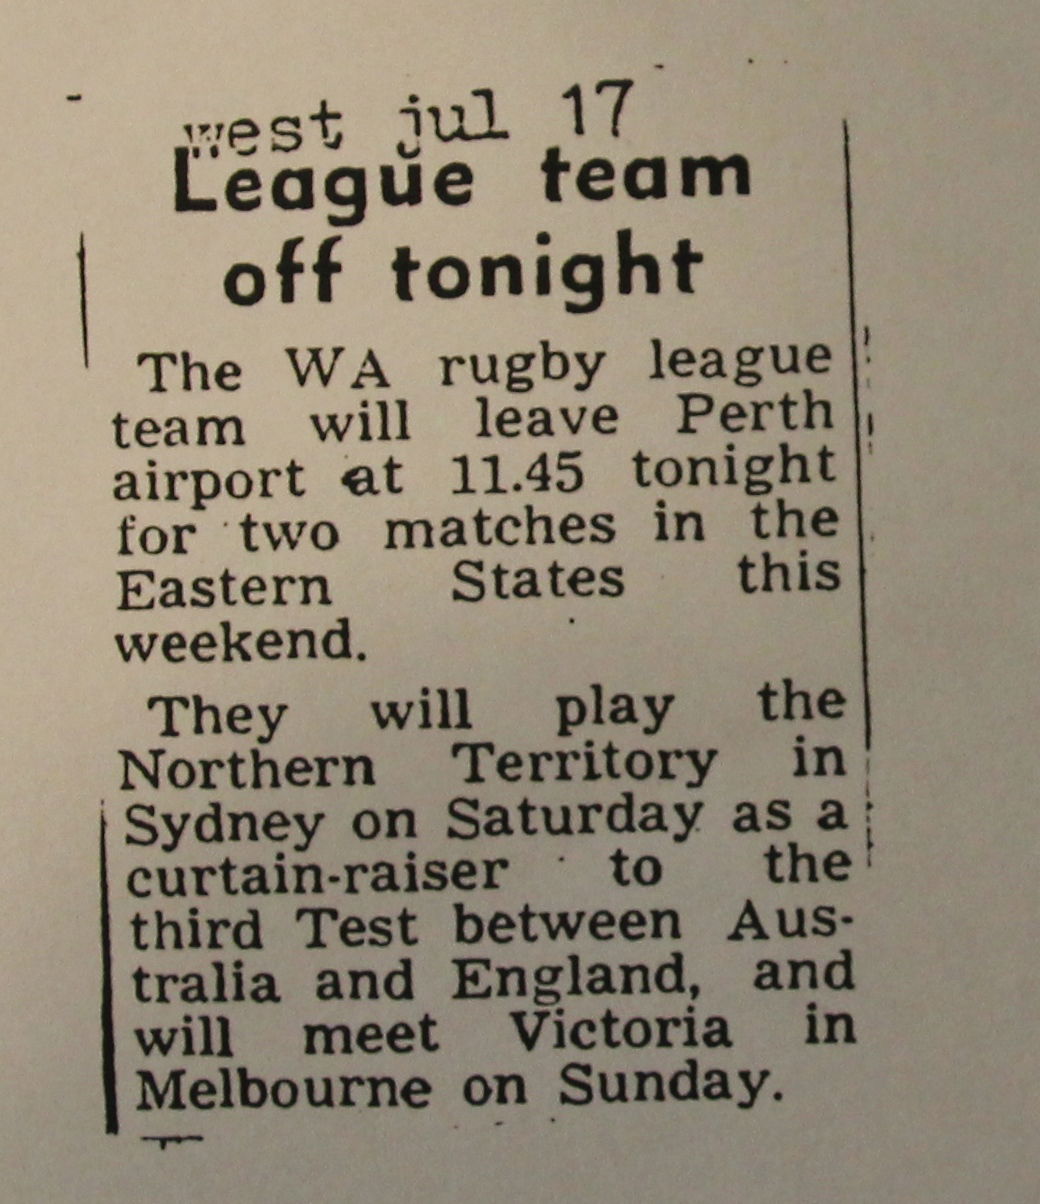 west jul 17
League team
off tonight
The WA rugby league
team will leave Perth
airport at 11.45 tonight
for two matches in the
Eastern States this
weekend.
They will play the
Northern Territory in
Sydney on Saturday as a
curtain-raiser to the
third Test between Aus-
tralia and England, and
will meet Victoria in
Melbourne on Sunday.